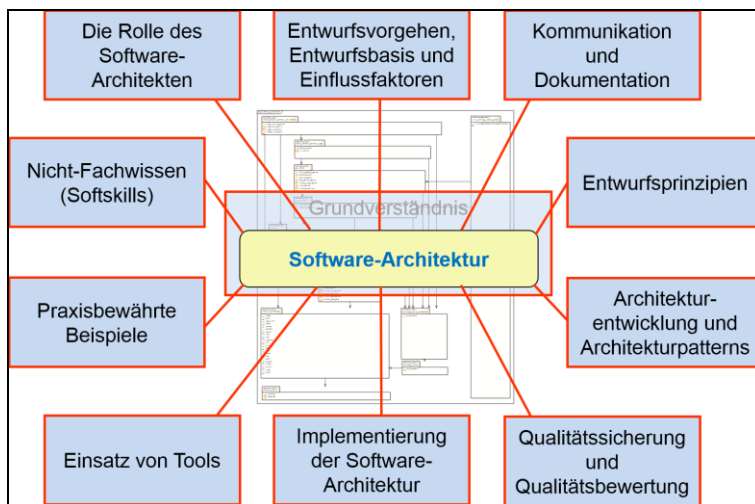 Die Rolle des
Software-
Architekten
Entwurfsvorgehen,
Entwurfsbasis und
Einflussfaktoren
Kommunikation
und
Dokumentation
Nicht-Fachwissen
(Softskills)
Grundverständnis
Entwurfsprinzipien
Software-Architektur
Praxisbewährte
Beispiele
Architektur-
entwicklung und
Architekturpatterns
Einsatz von Tools
Implementierung
der Software-
Architektur
Qualitätssicherung
und
Qualitätsbewertung